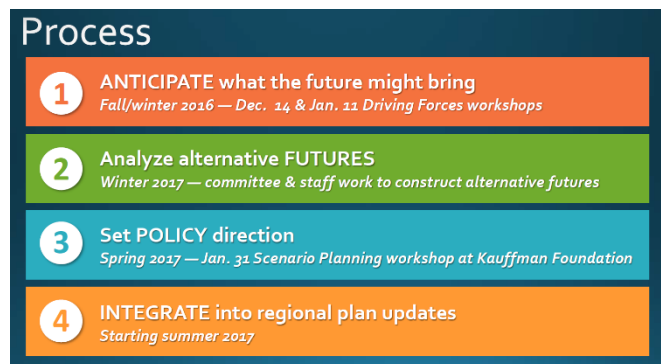 Process
1
ANTICIPATE what the future might bring
Fall/winter 2016 — Dec. 14 & Jan. 11 Driving Forces workshops
2
Analyze alternative FUTURES
Winter 2017 — committee & staff work to construct alternative futures
3
Set POLICY direction
Spring 2017 — Jan. 31 Scenario Planning workshop at Kauffman Foundation
4
INTEGRATE into regional plan updates
Starting summer 2017